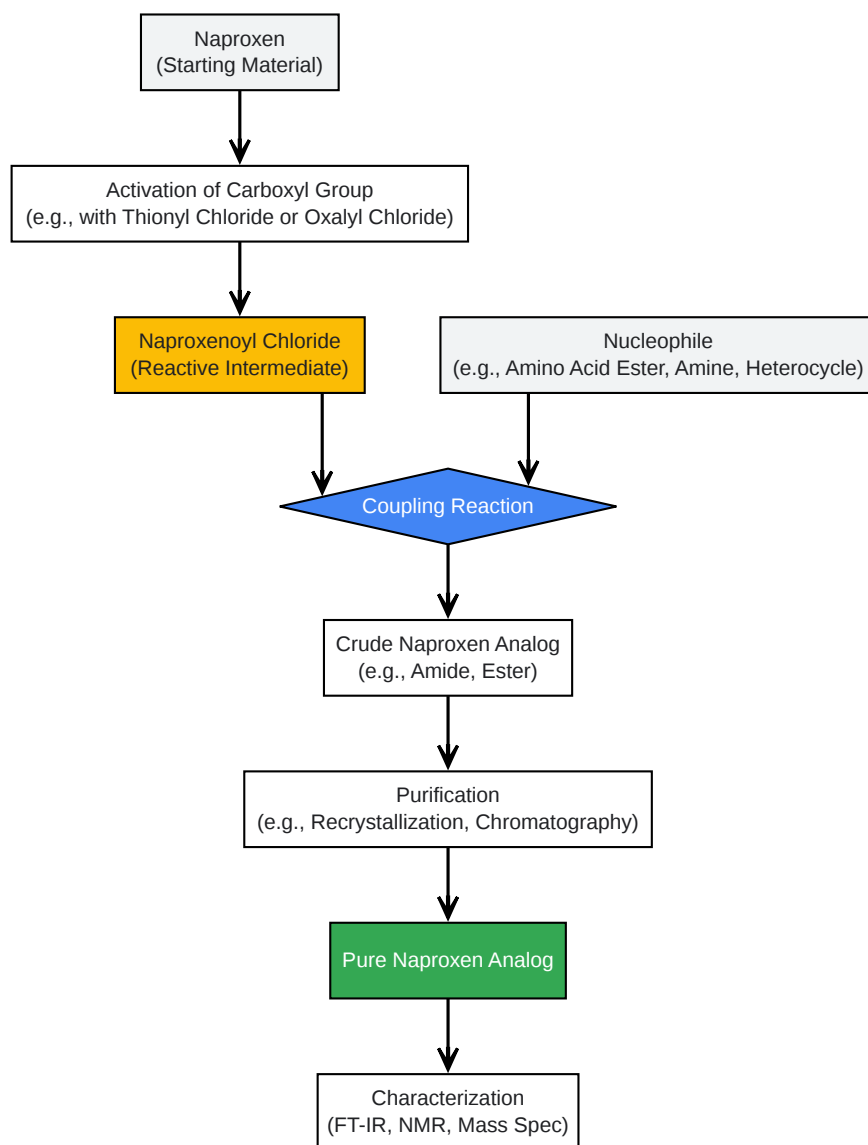 Naproxen
(Starting Material)
Activation of Carboxyl Group
(e.g., with Thionyl Chloride or Oxalyl Chloride)
Naproxenoyl Chloride
(Reactive Intermediate)
Nucleophile
(e.g., Amino Acid Ester, Amine, Heterocycle)
Coupling Reaction
Crude Naproxen Analog
(e.g., Amide, Ester)
Purification
(e.g., Recrystallization, Chromatography)
Pure Naproxen Analog
Characterization
(FT-IR, NMR, Mass Spec)